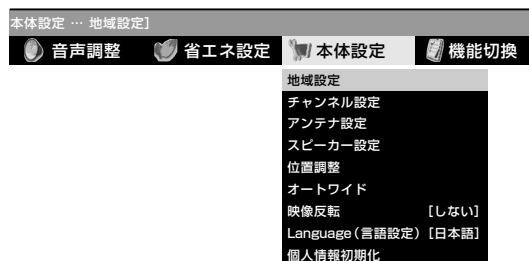 本体設定 … 地域設定]
音声調整 省エネ設定 本体設定 機能切換
地域設定
チャンネル設定
アンテナ設定
スピーカー設定
位置調整
オートワイド
映像反転 [しない]
Language(言語設定) [日本語]
個人情報初期化